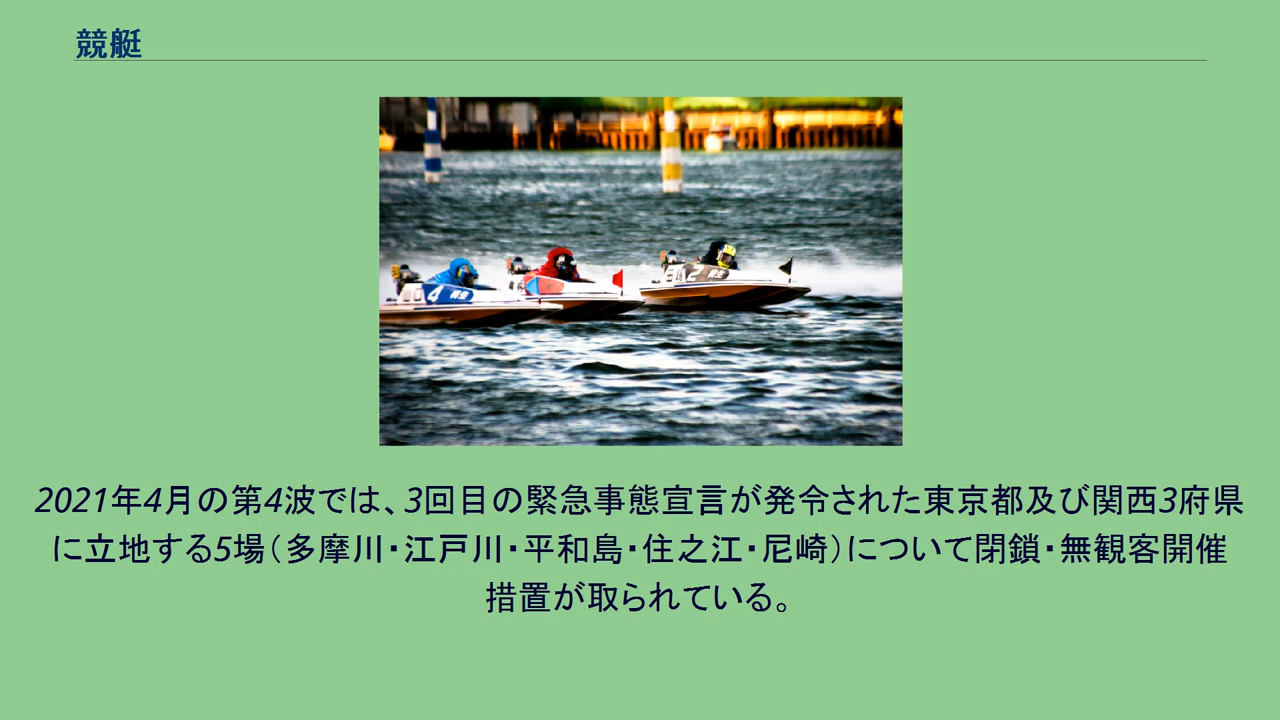 競艇
4
2
2021年4月の第4波では、3回目の緊急事態宣言が発令された東京都及び関西3府県
に立地する5場（多摩川・江戸川・平和島・住之江・尼崎）について閉鎖・無観客開催
措置が取られている。